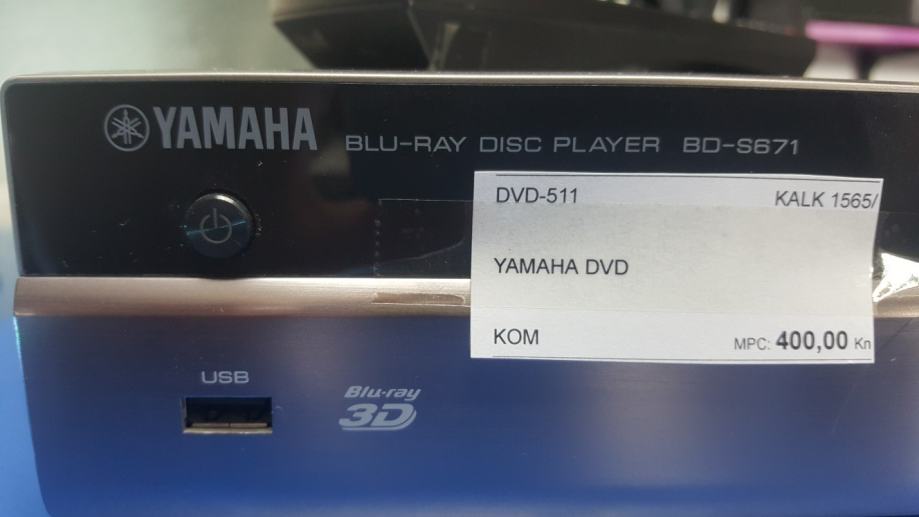 YAMAHA BLU-RAY DISC PLAYER BD-S671
DVD-511 KALK 1565/
YAMAHA DVD
KOM MPC: 400,00 Kn
USB
Blu-ray
3D